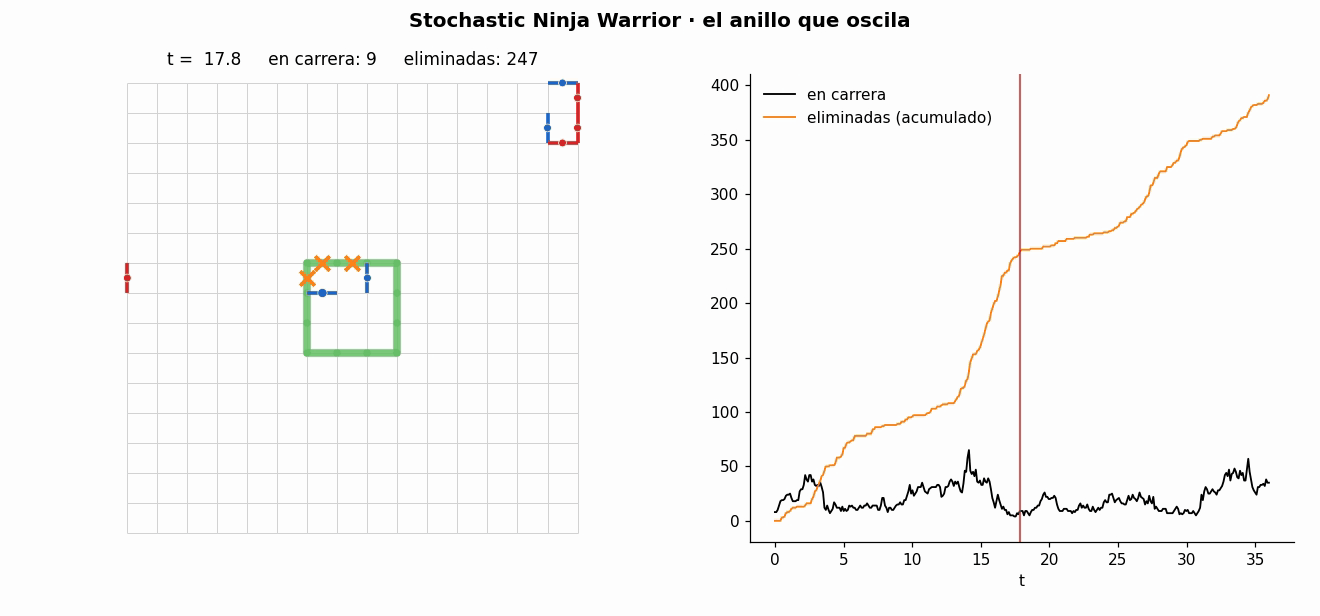 Stochastic Ninja Warrior · el anillo que oscila
t =  17.8     en carrera: 9     eliminadas: 247
en carrera
eliminadas (acumulado)
400
350
300
250
200
150
100
50
0
0 5 10 15 20 25 30 35
t